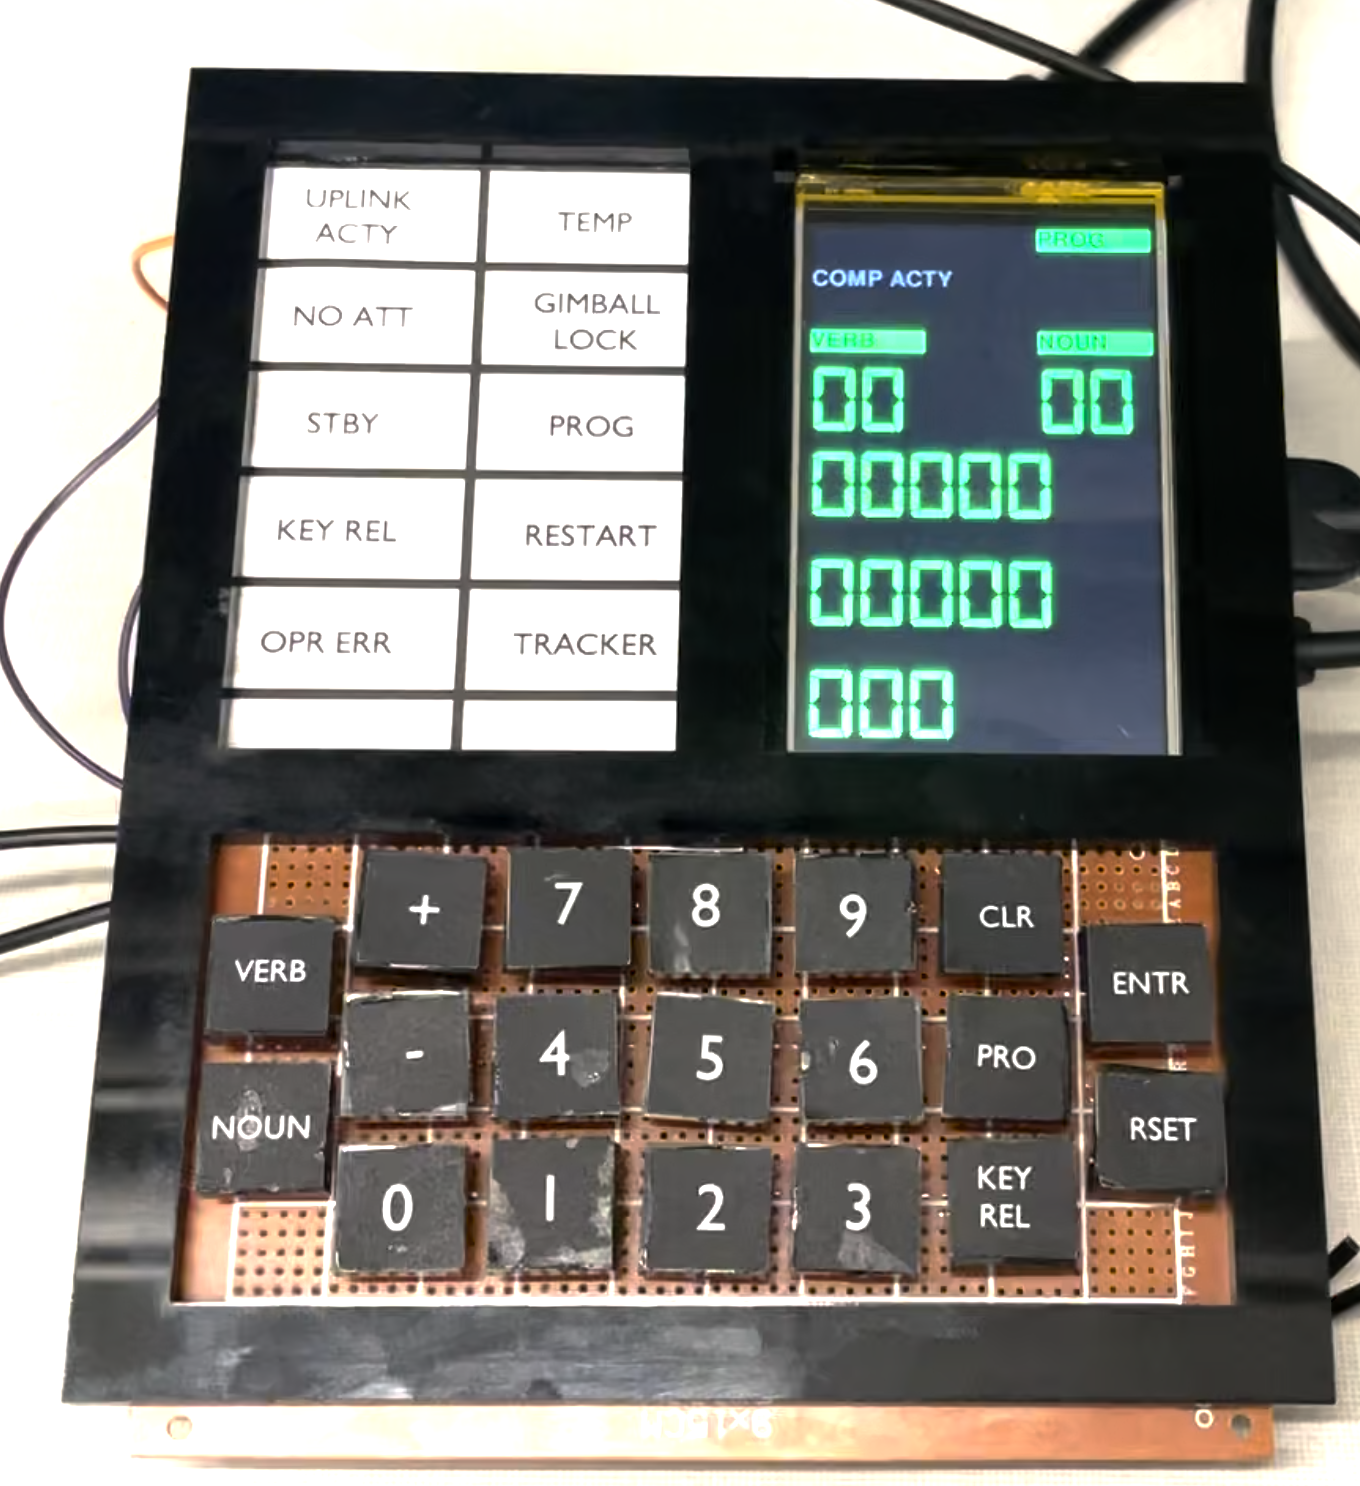 UPLINK
ACTY
TEMP
NO ATT
GIMBALL
LOCK
STBY
PROG
KEY REL
RESTART
OPR ERR
TRACKER
PROG
COMP ACTY
VERB
NOUN
00
00
00000
00000
000
+
7
8
9
CLR
VERB
ENTR
-
4
5
6
PRO
NOUN
RSET
0
1
2
3
KEY
REL